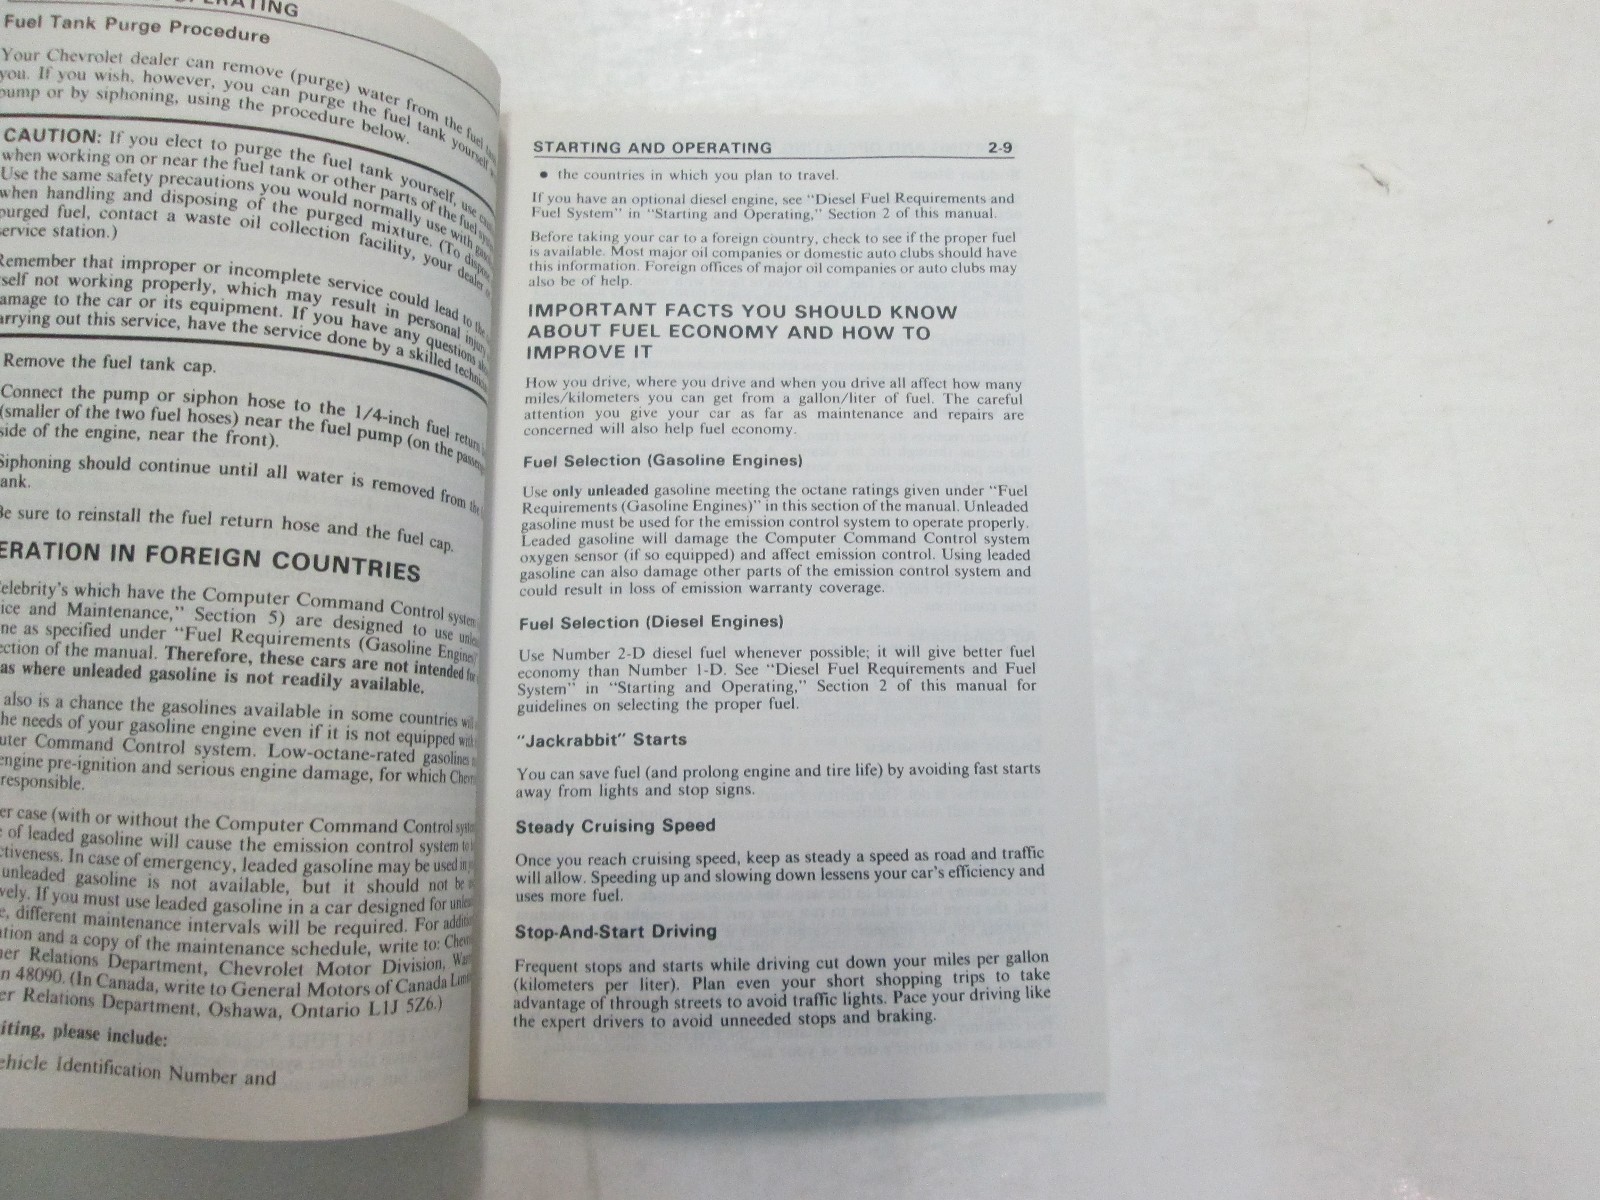 OPERATING
Fuel Tank Purge Procedure
Your Chevrolet dealer can remove (purge) water from the fuel
you. If you wish, however, you can purge the fuel tank yourself
pump or by siphoning, using the procedure below.
CAUTION: If you elect to purge the fuel tank yourself, use
when working on or near the fuel tank or other parts of the fuel
Use the same safety precautions you would normally use with
when handling and disposing of the purged mixture. (To dispose
purged fuel, contact a waste oil collection facility, your dealer
service station.)
Remember that improper or incomplete service could lead to the
self not working properly, which may result in personal injury
amage to the car or its equipment. If you have any questions
arrying out this service, have the service done by a skilled
Remove the fuel tank cap.
Connect the pump or siphon hose to the 1/4-inch fuel return
(smaller of the two fuel hoses) near the fuel pump (on the
side of the engine, near the front).
Siphoning should continue until all water is removed from the
ank.
Be sure to reinstall the fuel return hose and the fuel cap.
ERATION IN FOREIGN COUNTRIES
elebrity's which have the Computer Command Control
ice and Maintenance," Section 5) are designed to use
ne as specified under "Fuel Requirements (Gasoline
ection of the manual. Therefore, these cars are not intended for
as where unleaded gasoline is not readily available.
also is a chance the gasolines available in some countries
he needs of your gasoline engine even if it is not equipped
uter Command Control system. Low-octane-rated gasolines
engine pre-ignition and serious engine damage, for which
responsible.
er case (with or without the Computer Command Control
of leaded gasoline will cause the emission control system
ctiveness. In case of emergency, leaded gasoline may be used
unleaded gasoline is not available, but it should not be
vely. If you must use leaded gasoline in a car designed for
e, different maintenance intervals will be required. For
ation and a copy of the maintenance schedule, write to:
er Relations Department, Chevrolet Motor Division,
n 48090. (In Canada, write to General Motors of Canada
er Relations Department, Oshawa, Ontario L1J 5Z6.)
iting, please include:
ehicle Identification Number and
STARTING AND OPERATING 2-9
• the countries in which you plan to travel.
If you have an optional diesel engine, see "Diesel Fuel Requirements and
Fuel System" in "Starting and Operating," Section 2 of this manual.
Before taking your car to a foreign country, check to see if the proper fuel
is available. Most major oil companies or domestic auto clubs should have
this information. Foreign offices of major oil companies or auto clubs may
also be of help.
IMPORTANT FACTS YOU SHOULD KNOW
ABOUT FUEL ECONOMY AND HOW TO
IMPROVE IT
How you drive, where you drive and when you drive all affect how many
miles/kilometers you can get from a gallon/liter of fuel. The careful
attention you give your car as far as maintenance and repairs are
concerned will also help fuel economy.
Fuel Selection (Gasoline Engines)
Use only unleaded gasoline meeting the octane ratings given under "Fuel
Requirements (Gasoline Engines)" in this section of the manual. Unleaded
gasoline must be used for the emission control system to operate properly.
Leaded gasoline will damage the Computer Command Control system
oxygen sensor (if so equipped) and affect emission control. Using leaded
gasoline can also damage other parts of the emission control system and
could result in loss of emission warranty coverage.
Fuel Selection (Diesel Engines)
Use Number 2-D diesel fuel whenever possible; it will give better fuel
economy than Number 1-D. See "Diesel Fuel Requirements and Fuel
System" in "Starting and Operating," Section 2 of this manual for
guidelines on selecting the proper fuel.
"Jackrabbit" Starts
You can save fuel (and prolong engine and tire life) by avoiding fast starts
away from lights and stop signs.
Steady Cruising Speed
Once you reach cruising speed, keep as steady a speed as road and traffic
will allow. Speeding up and slowing down lessens your car's efficiency and
uses more fuel.
Stop-And-Start Driving
Frequent stops and starts while driving cut down your miles per gallon
(kilometers per liter). Plan even your short shopping trips to take
advantage of through streets to avoid traffic lights. Pace your driving like
the expert drivers to avoid unneeded stops and braking.